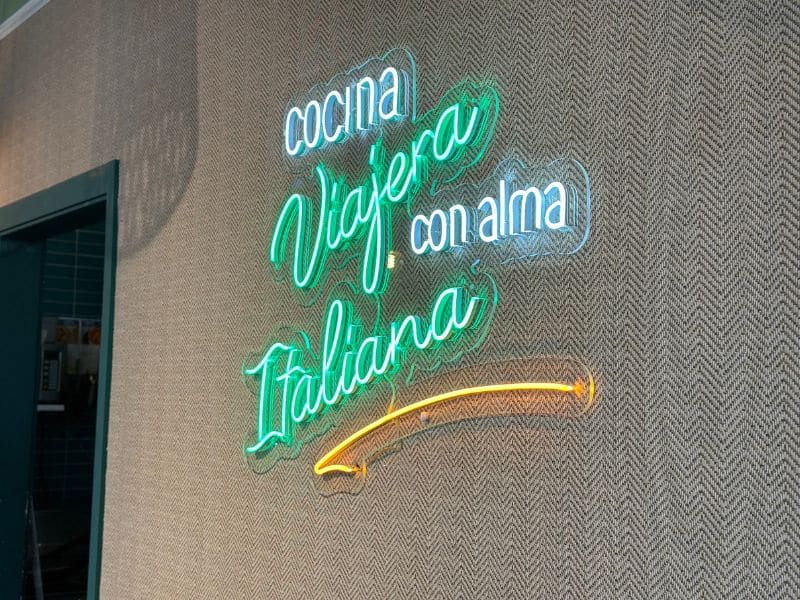 cocina
Viajera
con alma
Italiana